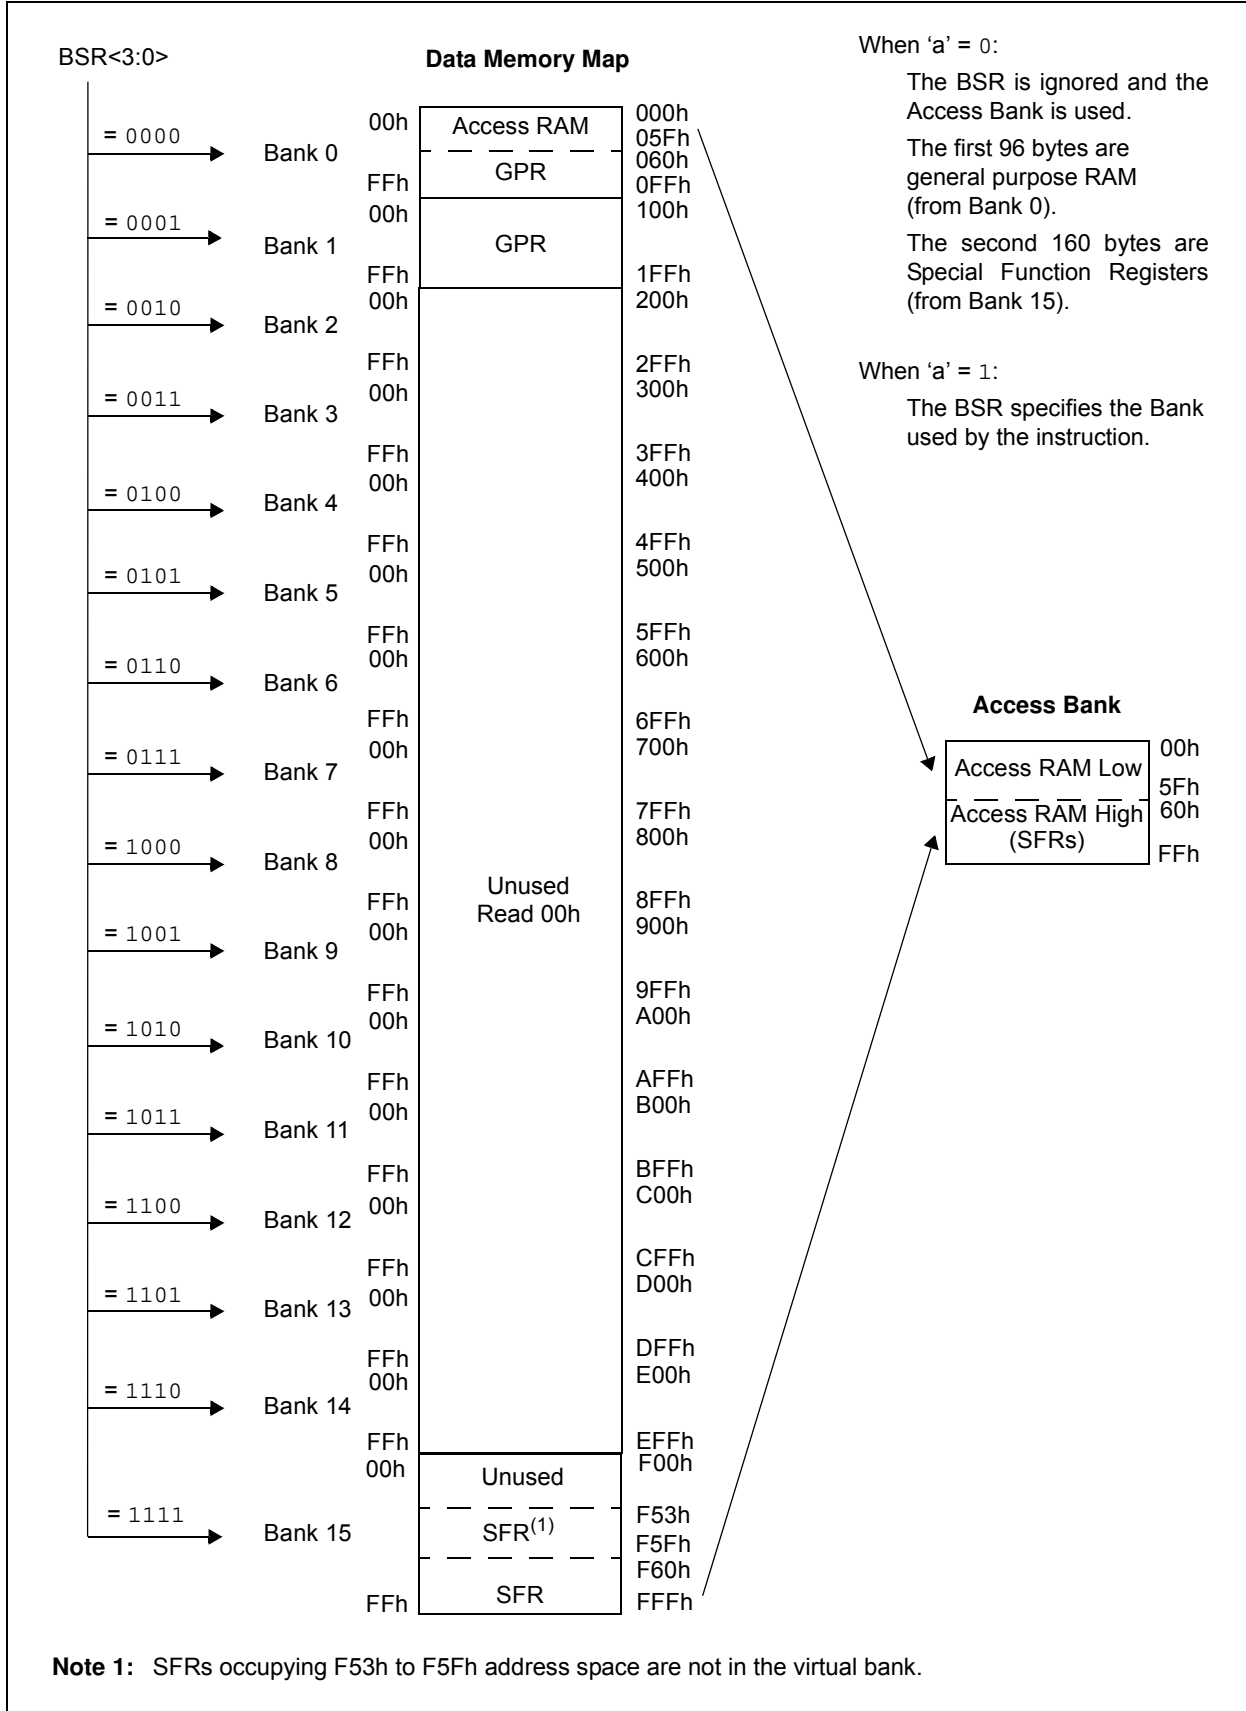 BSR<3:0>
Data Memory Map
When ‘a’ = 0:
The BSR is ignored and the
Access Bank is used.
The first 96 bytes are
general purpose RAM
(from Bank 0).
The second 160 bytes are
Special Function Registers
(from Bank 15).
When ‘a’ = 1:
The BSR specifies the Bank
used by the instruction.
= 0000
Bank 0
00h
Access RAM
000h
05Fh
060h
GPR
FFh
0FFh
= 0001
Bank 1
00h
100h
GPR
FFh
1FFh
= 0010
Bank 2
00h
200h
FFh
2FFh
= 0011
Bank 3
00h
300h
FFh
3FFh
= 0100
Bank 4
00h
400h
FFh
4FFh
= 0101
Bank 5
00h
500h
FFh
5FFh
= 0110
Bank 6
00h
600h
FFh
6FFh
= 0111
Bank 7
00h
700h
FFh
7FFh
= 1000
Bank 8
00h
800h
Unused
Read 00h
FFh
8FFh
= 1001
Bank 9
00h
900h
FFh
9FFh
= 1010
Bank 10
00h
A00h
FFh
AFFh
= 1011
Bank 11
00h
B00h
FFh
BFFh
= 1100
Bank 12
00h
C00h
FFh
CFFh
= 1101
Bank 13
00h
D00h
FFh
DFFh
= 1110
Bank 14
00h
E00h
FFh
EFFh
= 1111
Bank 15
00h
F00h
Unused
F53h
SFR(1)
F5Fh
F60h
SFR
FFh
FFFh
Access Bank
Access RAM Low
00h
5Fh
Access RAM High
(SFRs)
60h
FFh
Note 1: SFRs occupying F53h to F5Fh address space are not in the virtual bank.